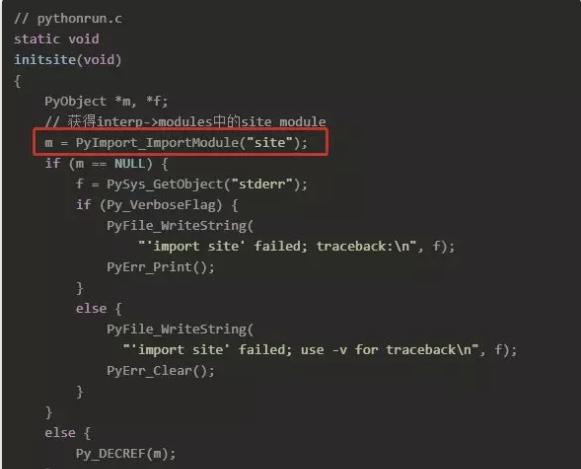 // pythonrun.c
static void
initsite(void)
{
    PyObject *m, *f;
    // 获得interp->modules中的site module
    m = PyImport_ImportModule("site");
    if (m == NULL) {
        f = PySys_GetObject("stderr");
        if (Py_VerboseFlag) {
            PyFile_WriteString(
                "'import site' failed; traceback:\n", f);
            PyErr_Print();
        }
        else {
            PyFile_WriteString(
              "'import site' failed; use -v for traceback\n", f);
            PyErr_Clear();
        }
    }
    else {
        Py_DECREF(m);